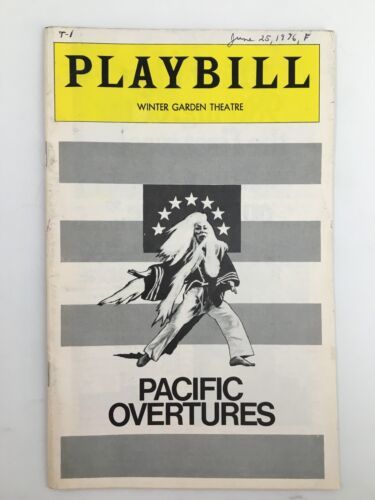 T-1
June 25, 1976, F
PLAYBILL
WINTER GARDEN THEATRE
PACIFIC
OVERTURES